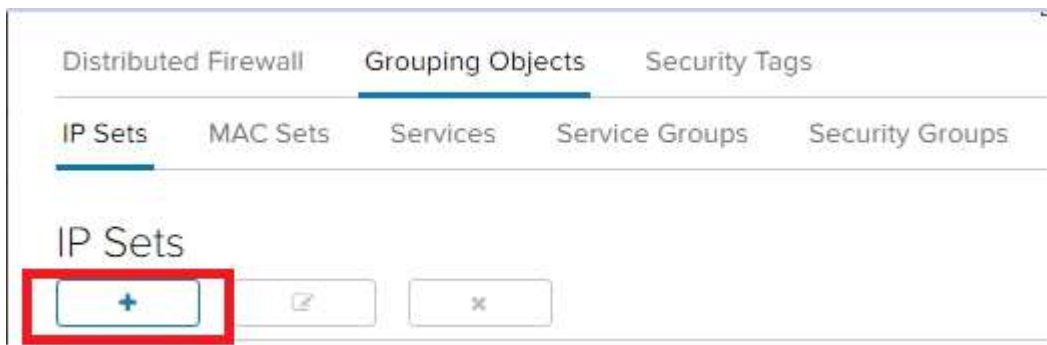 Distributed Firewall Grouping Objects Security Tags
IP Sets MAC Sets Services Service Groups Security Groups
IP Sets